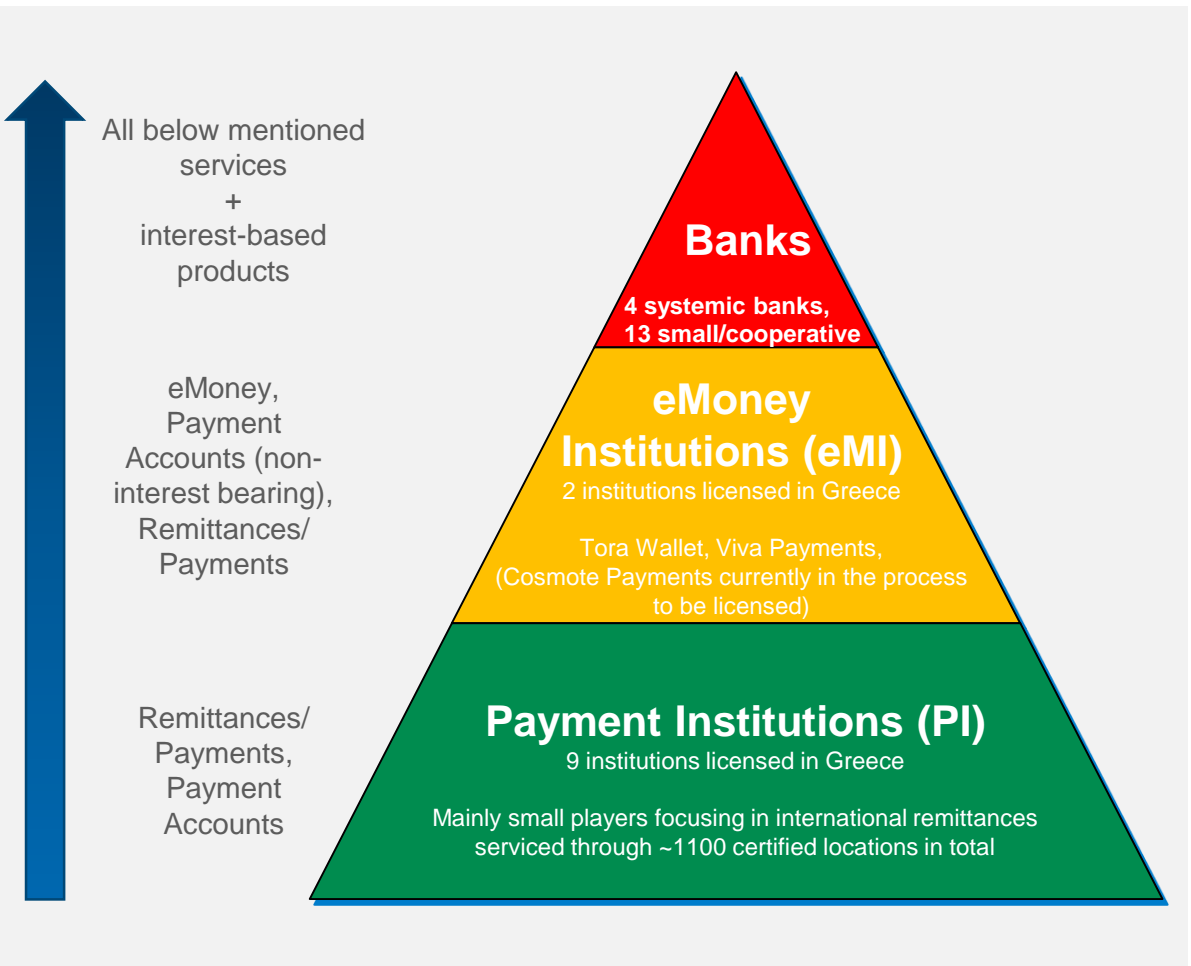 All below mentioned
services
+
interest-based
products
Banks
4 systemic banks,
13 small/cooperative
eMoney,
Payment
Accounts (non-
interest bearing),
Remittances/
Payments
eMoney
Institutions (eMI)
2 institutions licensed in Greece
Tora Wallet, Viva Payments,
(Cosmote Payments currently in the process
to be licensed)
Remittances/
Payments,
Payment
Accounts
Payment Institutions (PI)
9 institutions licensed in Greece
Mainly small players focusing in international remittances
serviced through ~1100 certified locations in total